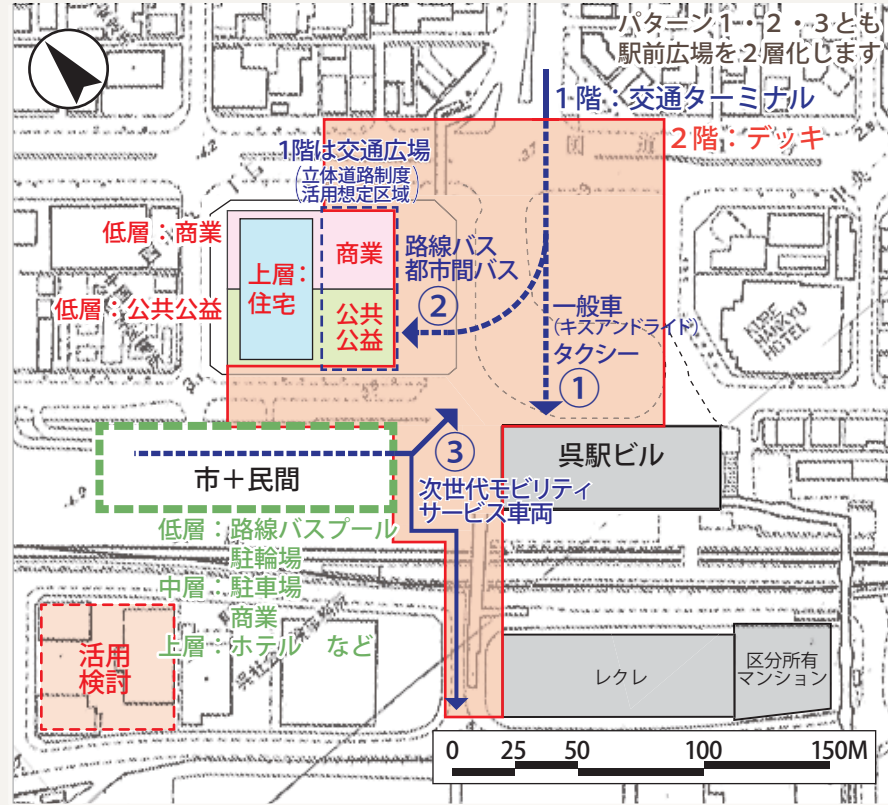 パターン1・2・3とも
駅前広場を2層化します
1階：交通ターミナル
2階：デッキ
国道
1階は交通広場
(立体道路制度
活用想定区域)
低層：商業
低層：公共公益
上層：
住宅
商業
公共
公益
路線バス
都市間バス
②
一般車
(キスアンドライド)
タクシー
①
KURE
HANKYU
HOTEL
③
次世代モビリティ
サービス車両
呉駅ビル
市＋民間
低層：路線バスプール
駐輪場
中層：駐車場
商業
上層：ホテル など
活用
検討
レクレ
区分所有
マンション
0 25 50 100 150M